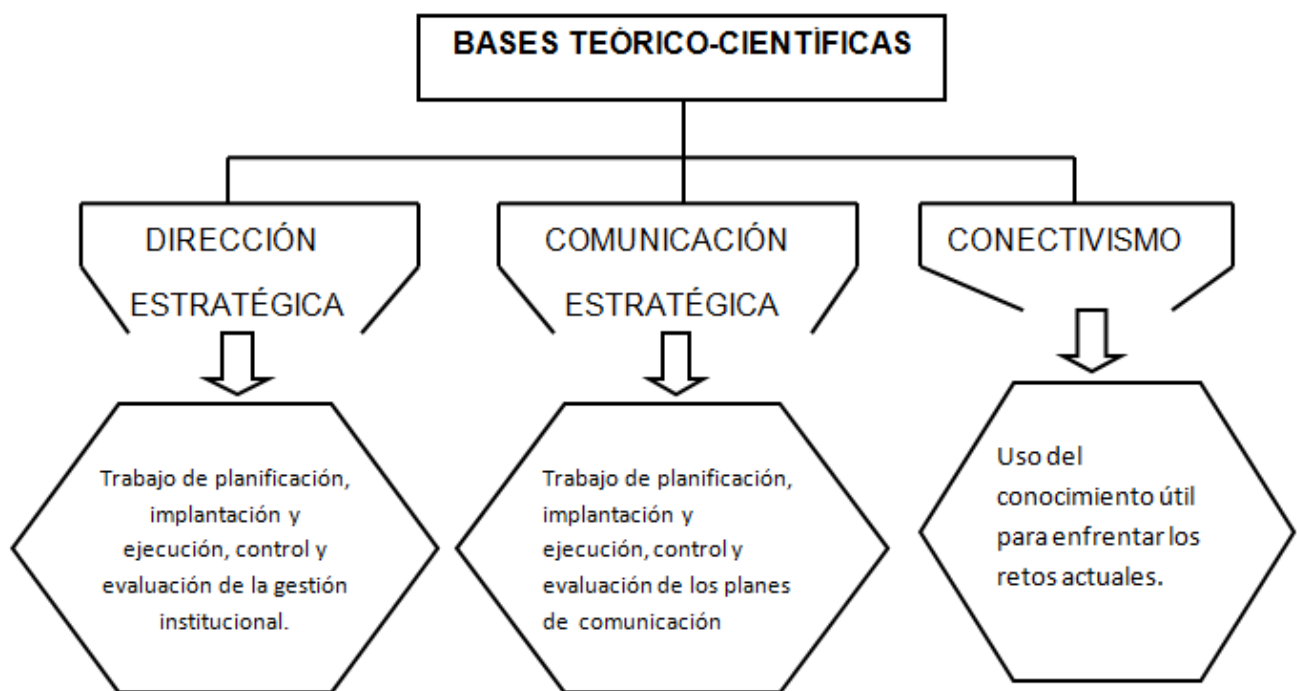 BASES TEÓRICO-CIENTÍFICAS
DIRECCIÓN
ESTRATÉGICA
COMUNICACIÓN
ESTRATÉGICA
CONECTIVISMO
Trabajo de planificación,
implantación y
ejecución, control y
evaluación de la gestión
institucional.
Trabajo de planificación,
implantación y
ejecución, control y
evaluación de los planes
de comunicación
Uso del
conocimiento útil
para enfrentar los
retos actuales.